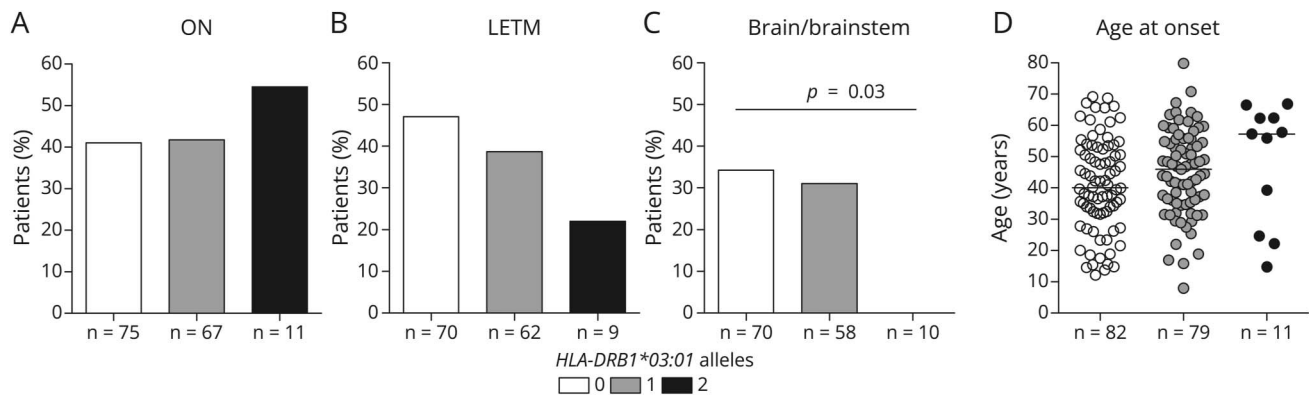 A
ON
Patients (%)
60
50
40
30
20
10
0
n = 75
n = 67
n = 11
B
LETM
Patients (%)
60
50
40
30
20
10
0
n = 70
n = 62
n = 9
C
Brain/brainstem
Patients (%)
60
50
40
30
20
10
0
p = 0.03
n = 70
n = 58
n = 10
D
Age at onset
Age (years)
80
70
60
50
40
30
20
10
0
n = 82
n = 79
n = 11
HLA-DRB1*03:01 alleles
0 1 2